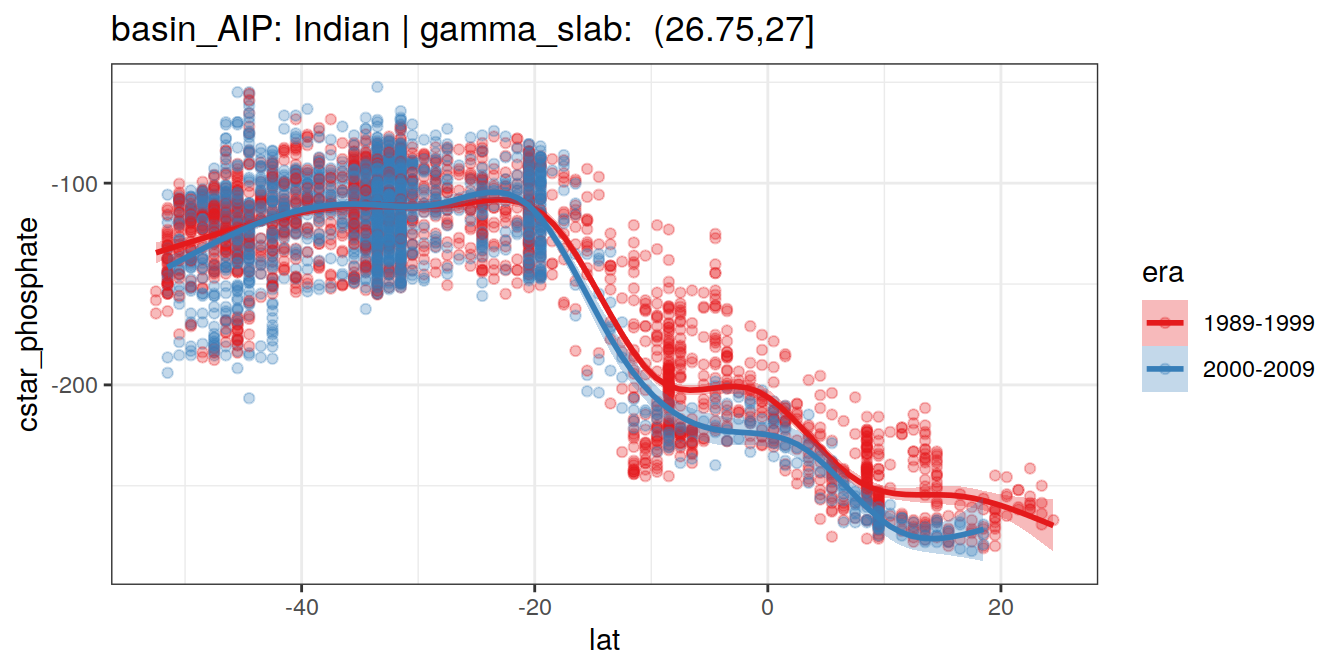 basin_AIP: Indian | gamma_slab:  (26.75,27]
cstar_phosphate
-100
-200
-40
-20
0
20
lat
era
1989-1999
2000-2009